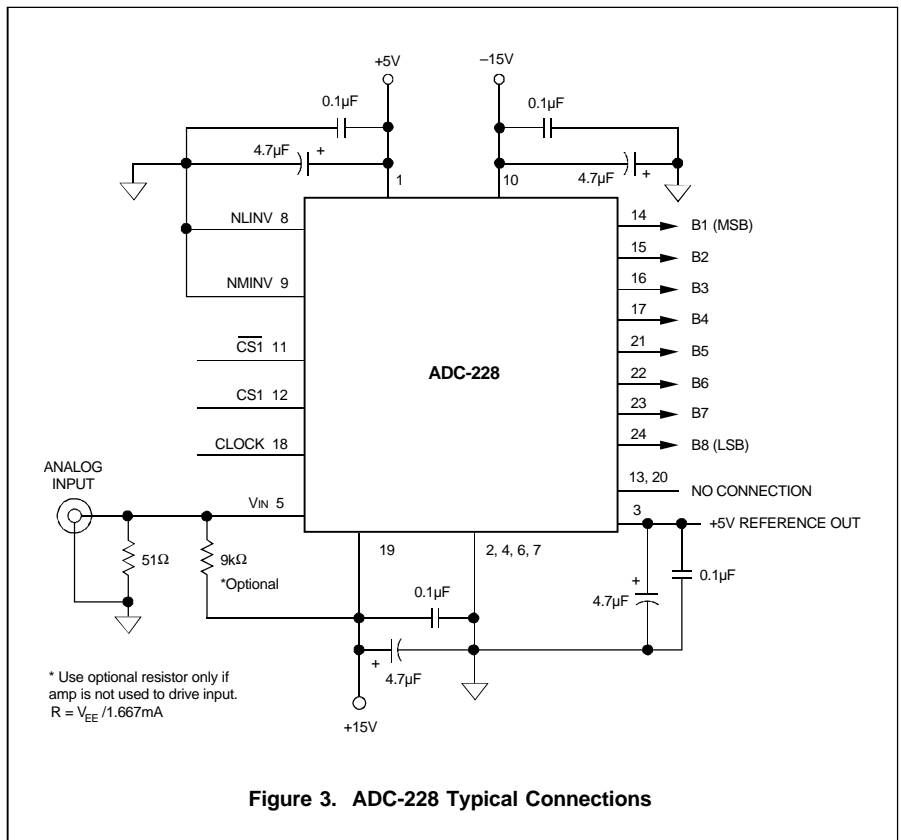 +5V
–15V
0.1µF
0.1µF
4.7µF +
4.7µF +
1
10
NLINV 8
NMINV 9
CS1 11
CS1 12
CLOCK 18
ADC-228
14 B1 (MSB)
15 B2
16 B3
17 B4
21 B5
22 B6
23 B7
24 B8 (LSB)
13, 20 NO CONNECTION
3 +5V REFERENCE OUT
ANALOG
INPUT
VIN 5
51Ω
9kΩ
*Optional
19
2, 4, 6, 7
0.1µF
+ 4.7µF
+ 4.7µF
0.1µF
+15V
* Use optional resistor only if
amp is not used to drive input.
R = VEE /1.667mA
Figure 3. ADC-228 Typical Connections